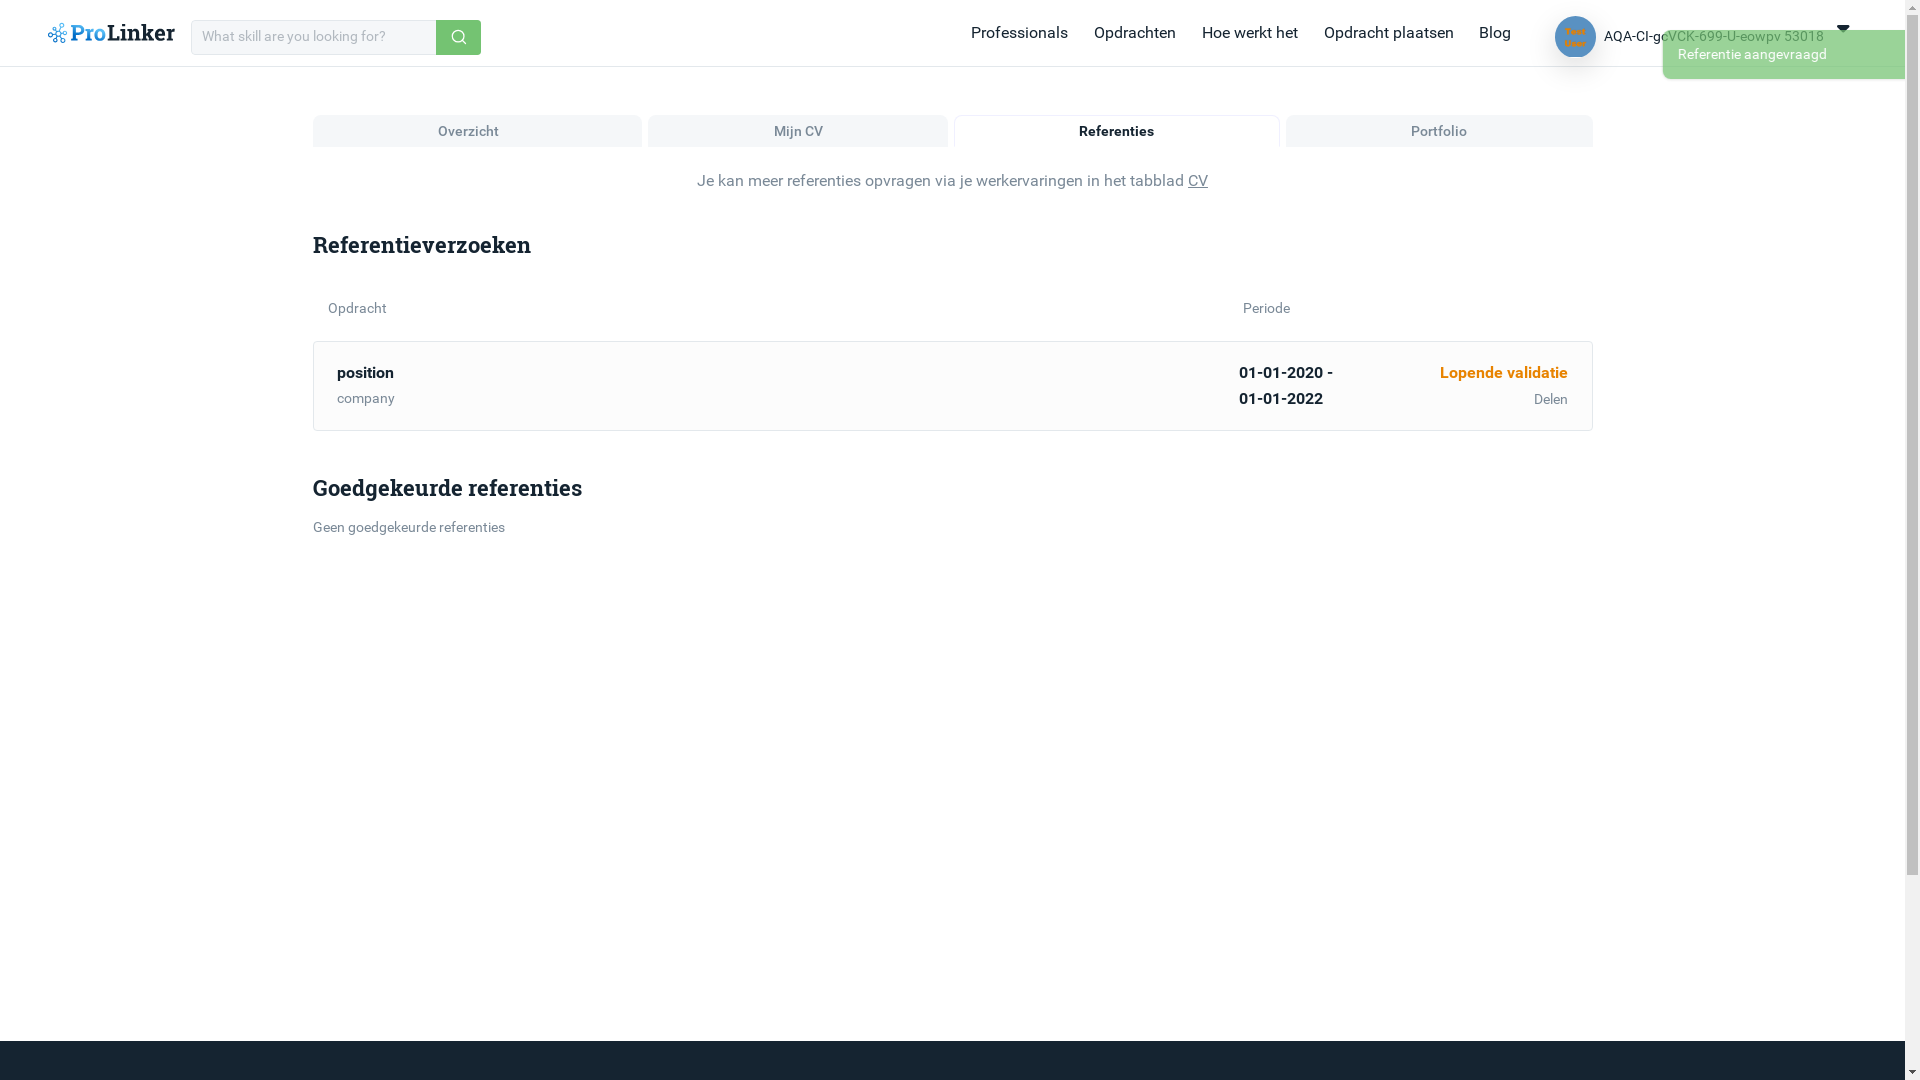 ProLinker
What skill are you looking for?
Professionals
Opdrachten
Hoe werkt het
Opdracht plaatsen
Blog
Test
User
AQA-CI-gcVCK-699-U-eowpv 53018
Referentie aangevraagd
Overzicht
Mijn CV
Referenties
Portfolio
Je kan meer referenties opvragen via je werkervaringen in het tabblad CV
Referentieverzoeken
Opdracht
Periode
position
company
01-01-2020 -
01-01-2022
Lopende validatie
Delen
Goedgekeurde referenties
Geen goedgekeurde referenties